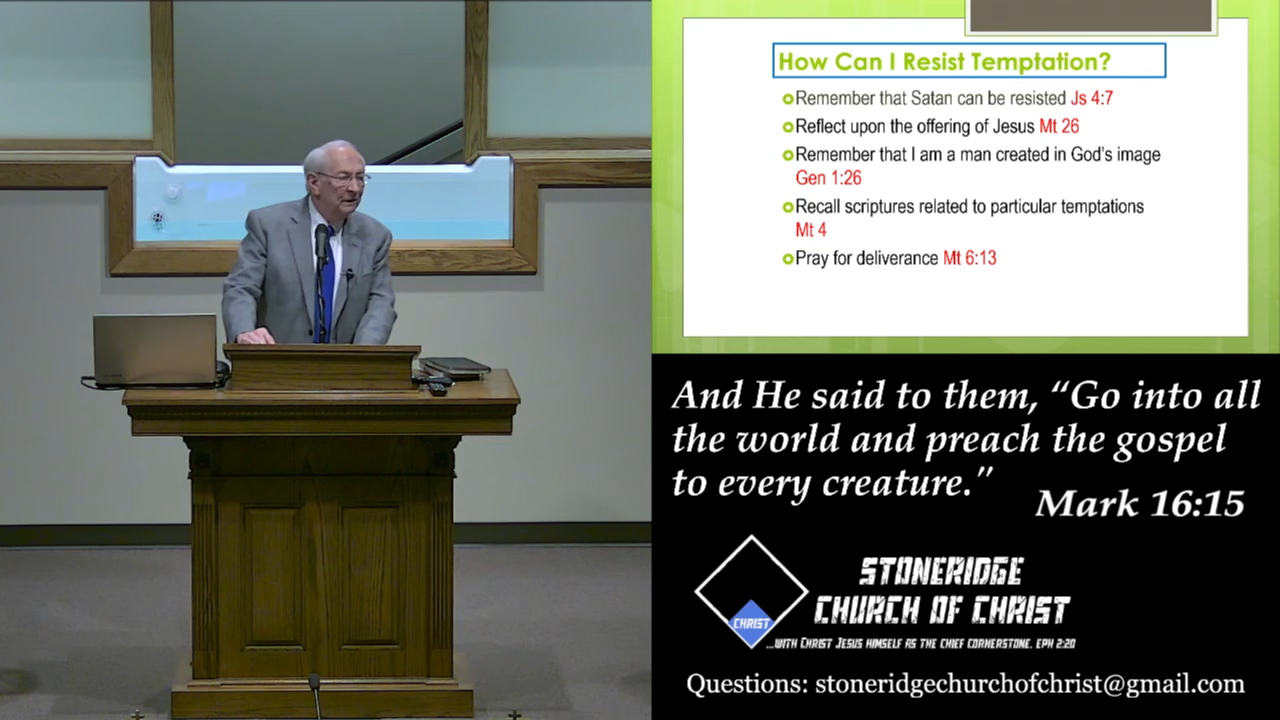 How Can I Resist Temptation?
Remember that Satan can be resisted Js 4:7
Reflect upon the offering of Jesus Mt 26
Remember that I am a man created in God's image
Gen 1:26
Recall scriptures related to particular temptations
Mt 4
Pray for deliverance Mt 6:13
And He said to them, “Go into all
the world and preach the gospel
to every creature."
Mark 16:15
STONERIDGE
CHURCH OF CHRIST
CHRIST
...WITH CHRIST JESUS HIMSELF AS THE CHIEF CORNERSTONE. EPH 2:20
Questions: stoneridgechurchofchrist@gmail.com